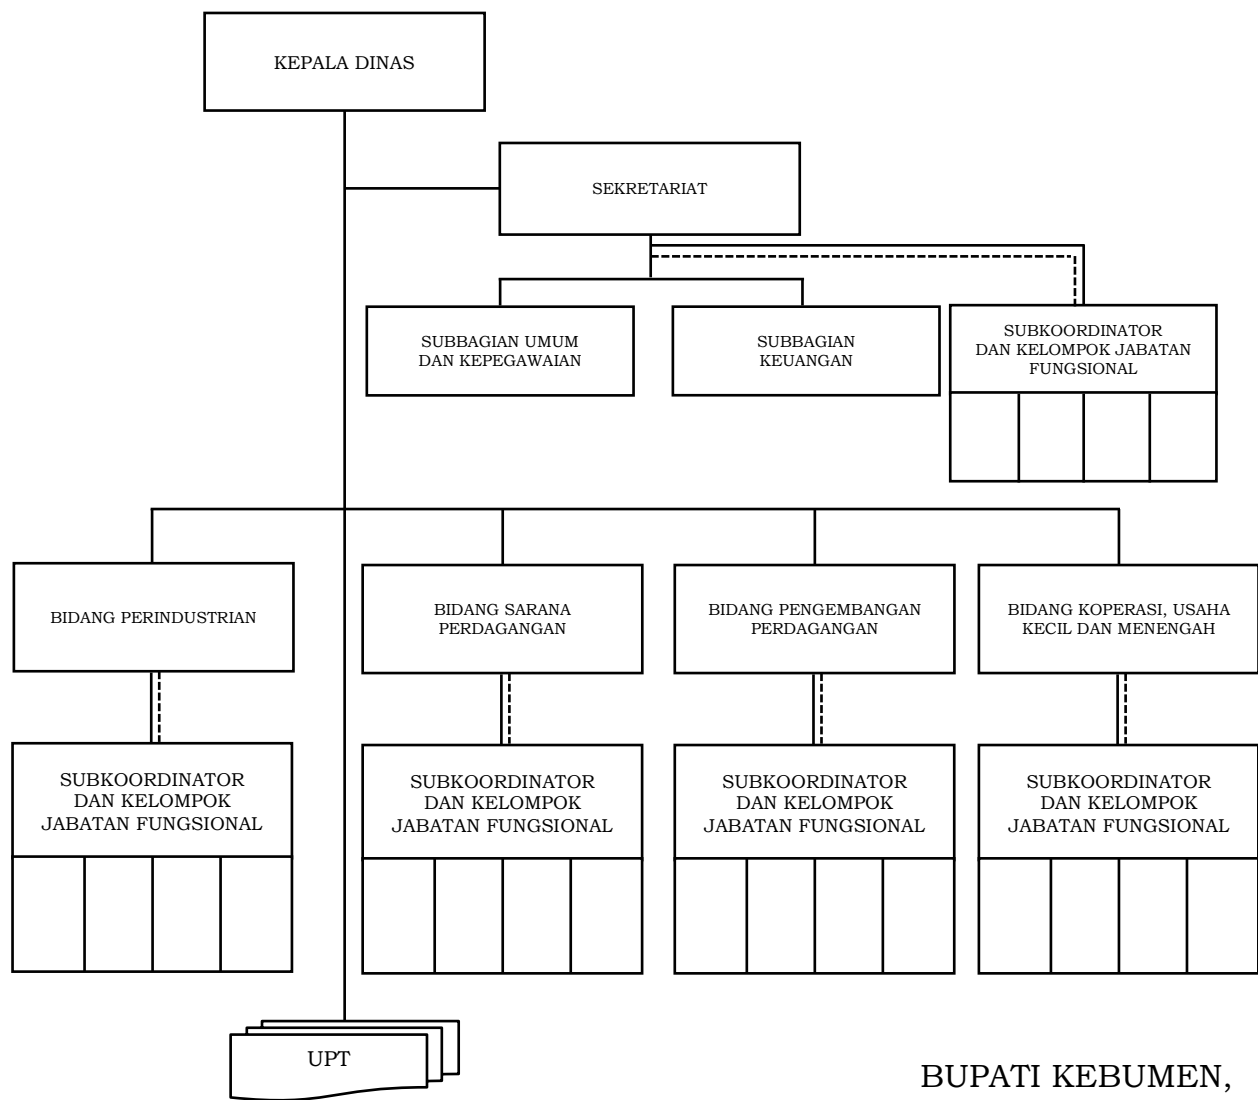 KEPALA DINAS
SEKRETARIAT
SUBBAGIAN UMUM
DAN KEPEGAWAIAN
SUBBAGIAN
KEUANGAN
SUBKOORDINATOR
DAN KELOMPOK JABATAN
FUNGSIONAL
BIDANG PERINDUSTRIAN
BIDANG SARANA
PERDAGANGAN
BIDANG PENGEMBANGAN
PERDAGANGAN
BIDANG KOPERASI, USAHA
KECIL DAN MENENGAH
SUBKOORDINATOR
DAN KELOMPOK
JABATAN FUNGSIONAL
SUBKOORDINATOR
DAN KELOMPOK
JABATAN FUNGSIONAL
SUBKOORDINATOR
DAN KELOMPOK
JABATAN FUNGSIONAL
SUBKOORDINATOR
DAN KELOMPOK
JABATAN FUNGSIONAL
UPT
BUPATI KEBUMEN,